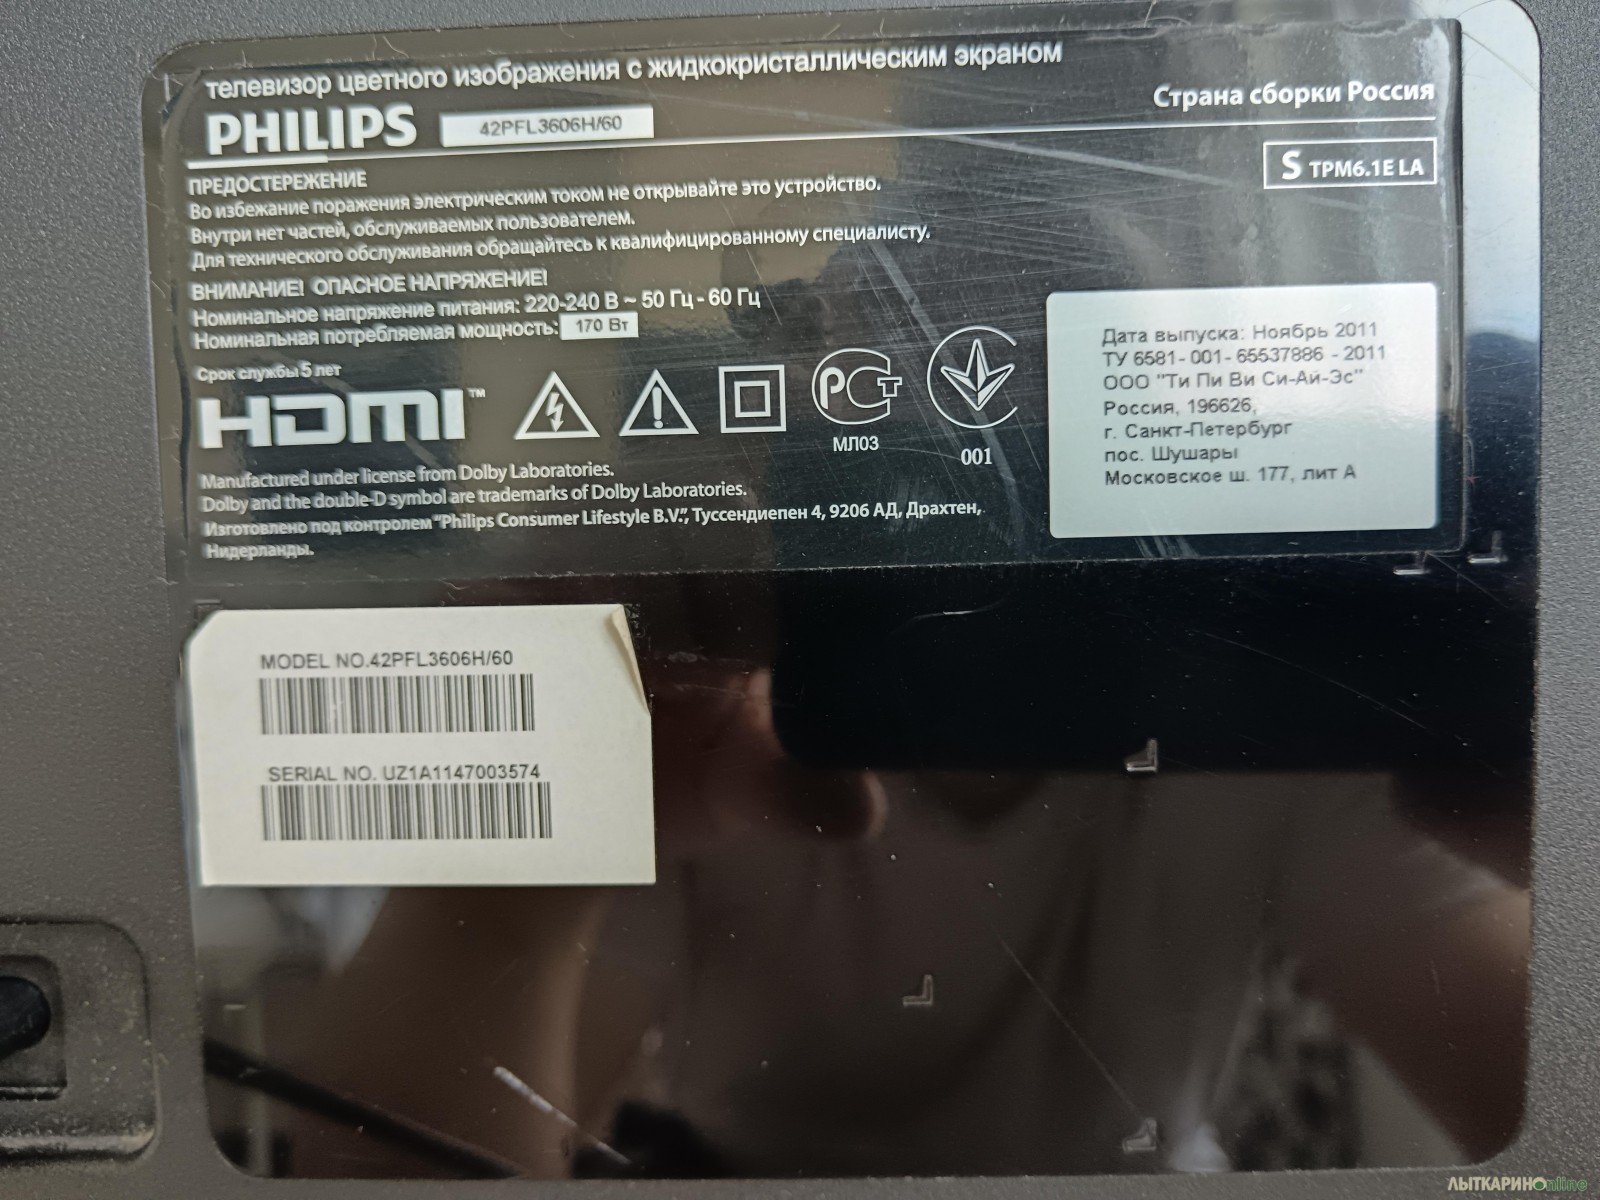 телевизор цветного изображения с жидкокристаллическим экраном
PHILIPS 42PFL3606H/60
Страна сборки Россия
S TPM6.1E LA
ПРЕДОСТЕРЕЖЕНИЕ
Во избежание поражения электрическим током не открывайте это устройство.
Внутри нет частей, обслуживаемых пользователем.
Для технического обслуживания обращайтесь к квалифицированному специалисту.
ВНИМАНИЕ! ОПАСНОЕ НАПРЯЖЕНИЕ!
Номинальное напряжение питания: 220-240 В ~ 50 Гц - 60 Гц
Номинальная потребляемая мощность: 170 Вт
Срок службы 5 лет
HDMI™
РСТ
МЛ03
001
Manufactured under license from Dolby Laboratories.
Dolby and the double-D symbol are trademarks of Dolby Laboratories.
Изготовлено под контролем "Philips Consumer Lifestyle B.V.", Туссендиепен 4, 9206 АД, Драхтен,
Нидерланды.
Дата выпуска: Ноябрь 2011
ТУ 6581-001-65537886-2011
ООО "Ти Пи Ви Си-Ай-Эс"
Россия, 196626,
г. Санкт-Петербург
пос. Шушары
Московское ш. 177, лит А
MODEL NO.42PFL3606H/60
SERIAL NO. UZ1A1147003574
ЛЫТКАРИНОonline